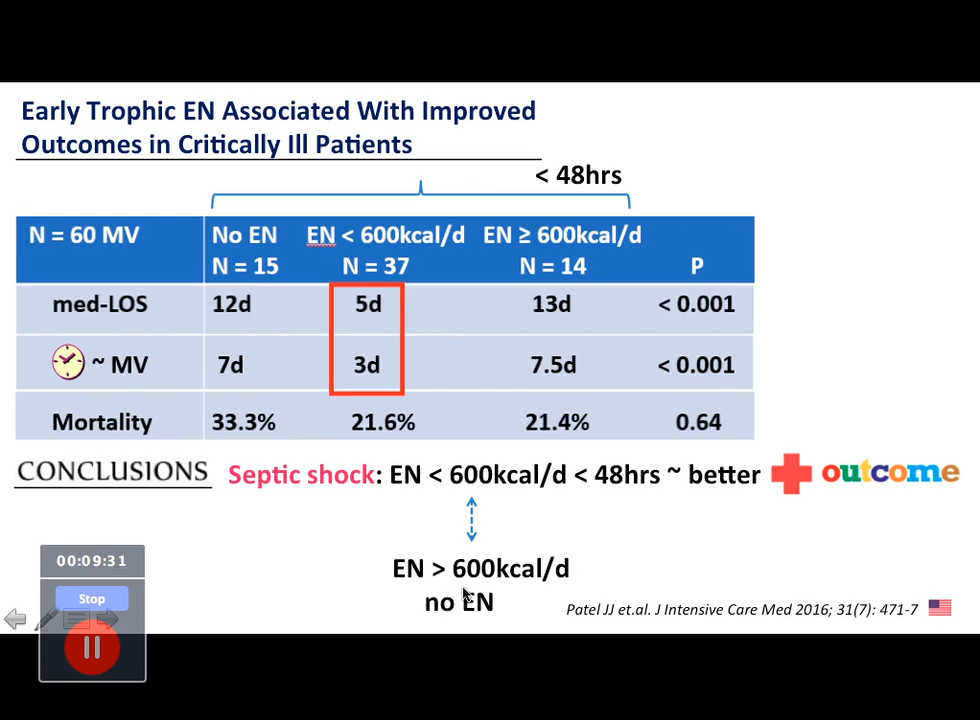 Early Trophic EN Associated With Improved
Outcomes in Critically Ill Patients
< 48hrs
N = 60 MV No EN EN < 600kcal/d EN ≥ 600kcal/d
N = 15 N = 37 N = 14 P
med-LOS 12d 5d 13d < 0.001
~ MV 7d 3d 7.5d < 0.001
Mortality 33.3% 21.6% 21.4% 0.64
CONCLUSIONS Septic shock: EN < 600kcal/d < 48hrs ~ better outcome
EN > 600kcal/d
no EN
Patel JJ et.al. J Intensive Care Med 2016; 31(7): 471-7
00:09:31
Stop